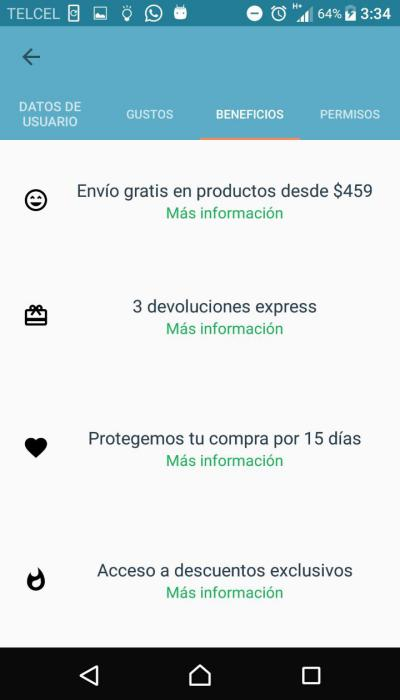 TELCEL H+ 64% 3:34
DATOS DE
USUARIO
GUSTOS
BENEFICIOS
PERMISOS
Envío gratis en productos desde $459
Más información
3 devoluciones express
Más información
Protegemos tu compra por 15 días
Más información
Acceso a descuentos exclusivos
Más información